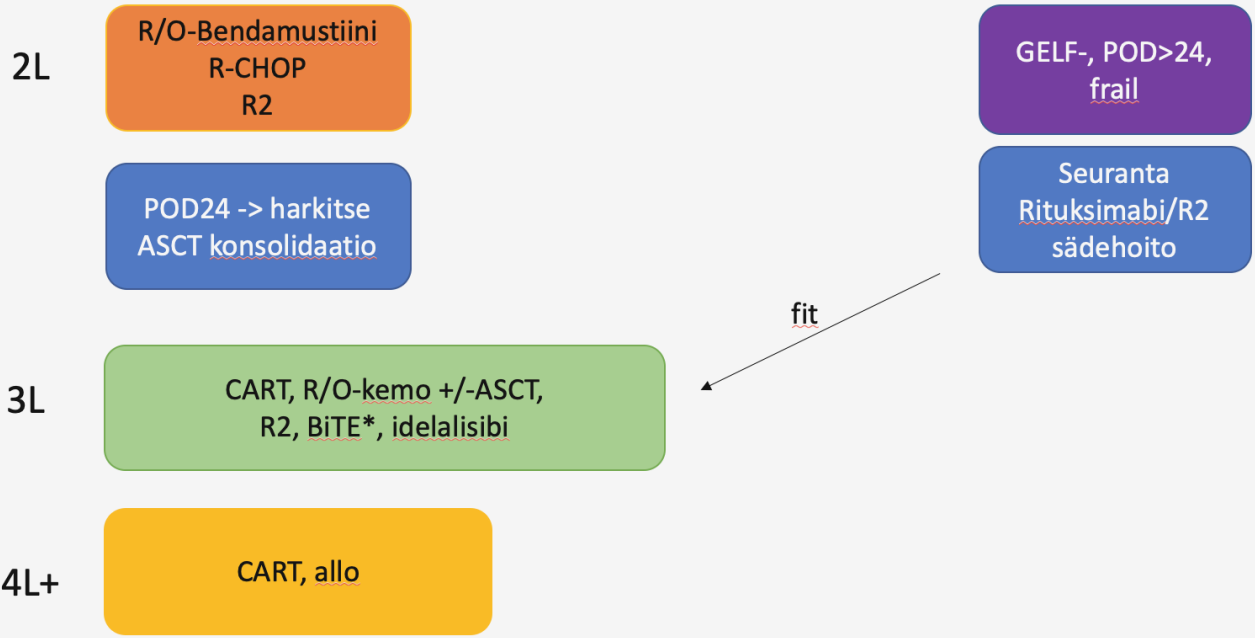 2L
R/O-Bendamustiini
R-CHOP
R2
GELF-, POD>24,
frail
POD24 -> harkitse
ASCT konsolidaatio
Seuranta
Rituksimabi/R2
sädehoito
fit
3L
CART, R/O-kemo +/-ASCT,
R2, BiTE*, idelalisibi
4L+
CART, allo